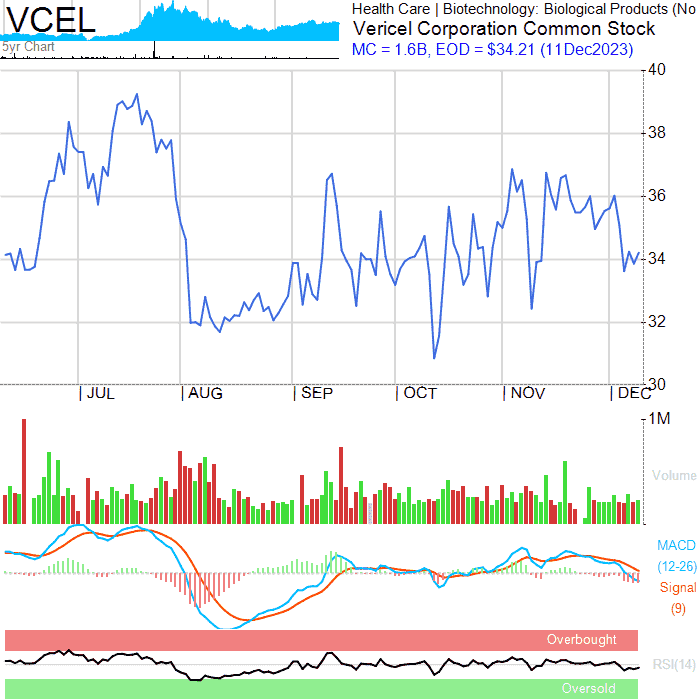 VCEL
5yr Chart
Health Care | Biotechnology: Biological Products (No
Vericel Corporation Common Stock
MC = 1.6B, EOD = $34.21 (11Dec2023)
40
38
36
34
32
30
| JUL | AUG | SEP | OCT | NOV | DEC
1M
Volume
MACD
(12-26)
Signal
(9)
Overbought
RSI(14)
Oversold